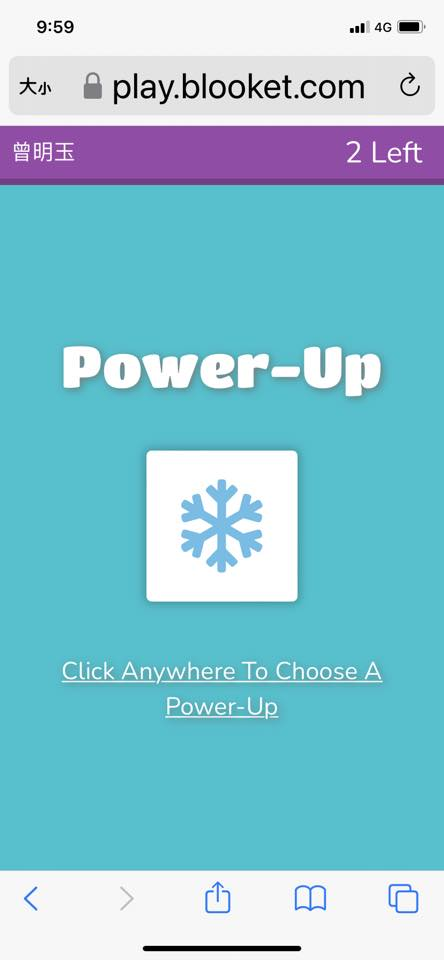 9:59
4G
大小 play.blooket.com
曾明玉 2 Left
Power-Up
Click Anywhere To Choose A
Power-Up